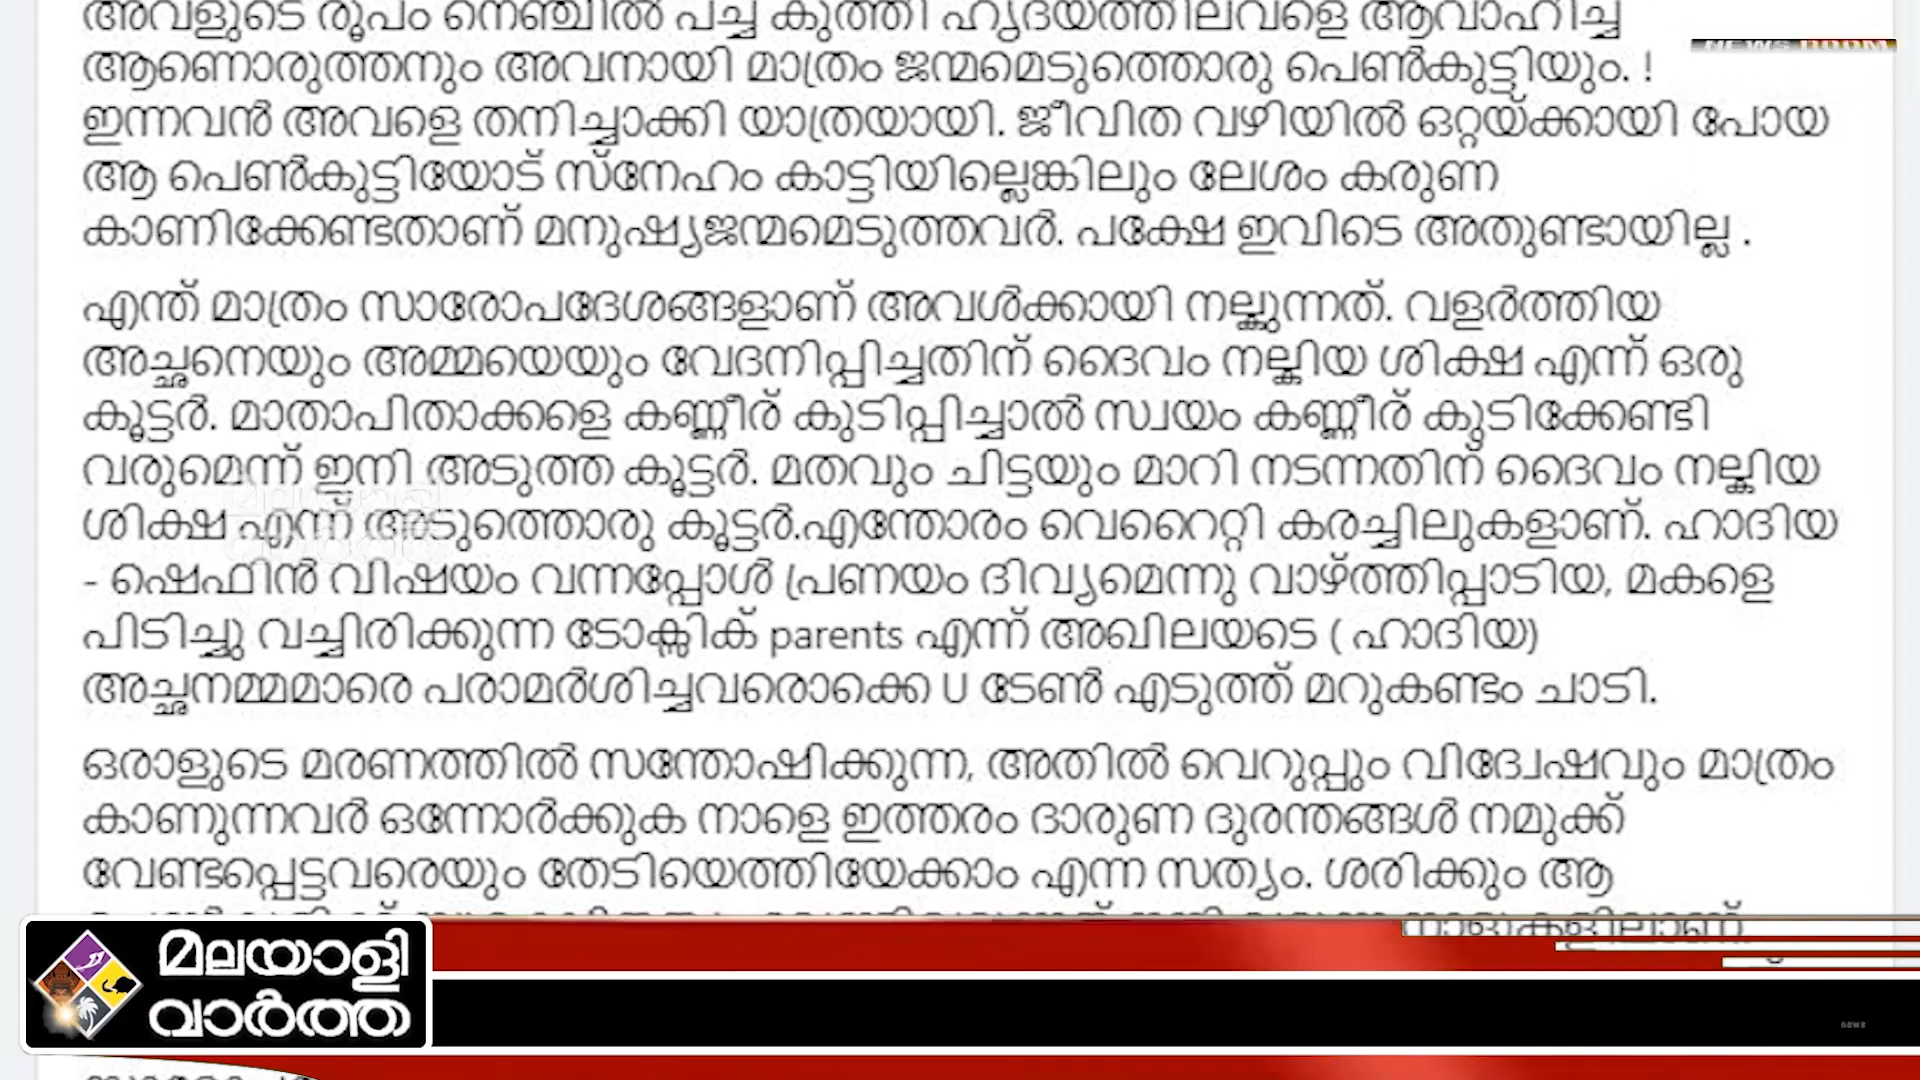 അവളുടെ രൂപം നെഞ്ചിൽ പച്ച കുത്തി ഹൃദയത്തിലവളെ ആവാഹിച്ച
NEWS ROOM
ആണൊരുത്തനും അവനായി മാത്രം ജന്മമെടുത്തൊരു പെൺകുട്ടിയും. !
ഇന്നവൻ അവളെ തനിച്ചാക്കി യാത്രയായി. ജീവിത വഴിയിൽ ഒറ്റയ്ക്കായി പോയ
ആ പെൺകുട്ടിയോട് സ്നേഹം കാട്ടിയില്ലെങ്കിലും ലേശം കരുണ
കാണിക്കേണ്ടതാണ് മനുഷ്യജന്മമെടുത്തവർ. പക്ഷേ ഇവിടെ അതുണ്ടായില്ല .
എന്ത് മാത്രം സാരോപദേശങ്ങളാണ് അവൾക്കായി നല്കുന്നത്. വളർത്തിയ
അച്ഛനെയും അമ്മയെയും വേദനിപ്പിച്ചതിന് ദൈവം നല്കിയ ശിക്ഷ എന്ന് ഒരു
കൂട്ടർ. മാതാപിതാക്കളെ കണ്ണീര് കുടിപ്പിച്ചാൽ സ്വയം കണ്ണീര് കുടിക്കേണ്ടി
വരുമെന്ന് ഇനി അടുത്ത കൂട്ടർ. മതവും ചിട്ടയും മാറി നടന്നതിന് ദൈവം നല്കിയ
ശിക്ഷ എന്ന് അടുത്തൊരു കൂട്ടർ.എന്തോരം വെറൈറ്റി കരച്ചിലുകളാണ്. ഹാദിയ
- ഷെഫിൻ വിഷയം വന്നപ്പോൾ പ്രണയം ദിവ്യമെന്നു വാഴ്ത്തിപ്പാടിയ, മകളെ
പിടിച്ചു വച്ചിരിക്കുന്ന ടോക്സിക് parents എന്ന് അഖിലയടെ ( ഹാദിയ)
അച്ഛനമ്മമാരെ പരാമർശിച്ചവരൊക്കെ U ടേൺ എടുത്ത് മറുകണ്ടം ചാടി.
ഒരാളുടെ മരണത്തിൽ സന്തോഷിക്കുന്ന, അതിൽ വെറുപ്പും വിദ്വേഷവും മാത്രം
കാണുന്നവർ ഒന്നോർക്കുക നാളെ ഇത്തരം ദാരുണ ദുരന്തങ്ങൾ നമുക്ക്
വേണ്ടപ്പെട്ടവരെയും തേടിയെത്തിയേക്കാം എന്ന സത്യം. ശരിക്കും ആ
നാളുകളിലാണ്.
മലയാളി
വാർത്ത
news